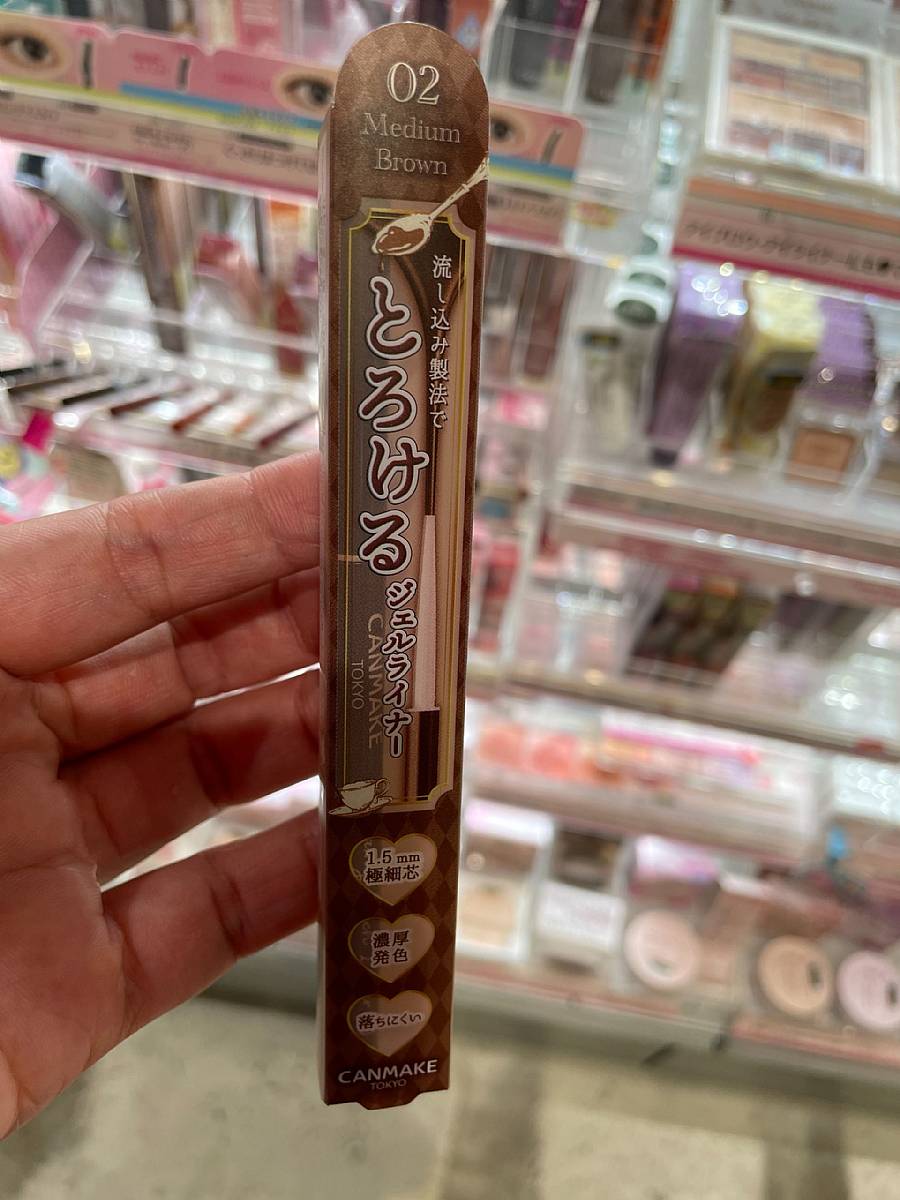 02
Medium
Brown
流し込み製法で
とろける
ジェルライナー
CANMAKE
TOKYO
1.5 mm
極細芯
濃厚
発色
落ちにくい
CANMAKE
TOKYO